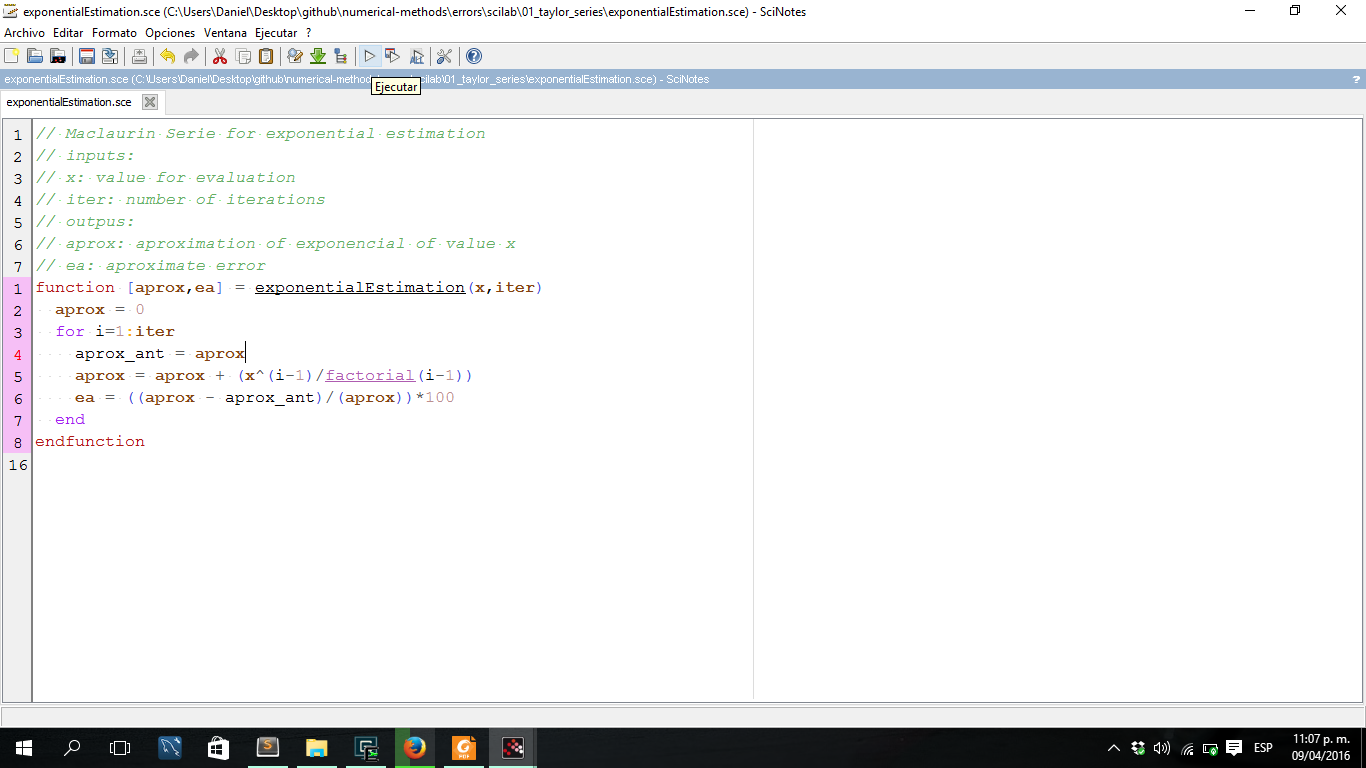 exponentialEstimation.sce (C:\Users\Daniel\Desktop\github\numerical-methods\errors\scilab\01_taylor_series\exponentialEstimation.sce) - SciNotes
Archivo Editar Formato Opciones Ventana Ejecutar ?
exponentialEstimation.sce (C:\Users\Daniel\Desktop\github\numerical-method scilab\01_taylor_series\exponentialEstimation.sce) - SciNotes ?
Ejecutar
exponentialEstimation.sce
1 // Maclaurin Serie for exponential estimation
2 // inputs:
3 // x: value for evaluation
4 // iter: number of iterations
5 // outpus:
6 // aprox: aproximation of exponencial of value x
7 // ea: aproximate error
1 function [aprox,ea] = exponentialEstimation(x,iter)
2 aprox = 0
3 for i=1:iter
4 aprox_ant = aprox
5 aprox = aprox + (x^(i-1)/factorial(i-1))
6 ea = ((aprox - aprox_ant)/(aprox))*100
7 end
8 endfunction
16
ESP
11:07 p. m.
09/04/2016